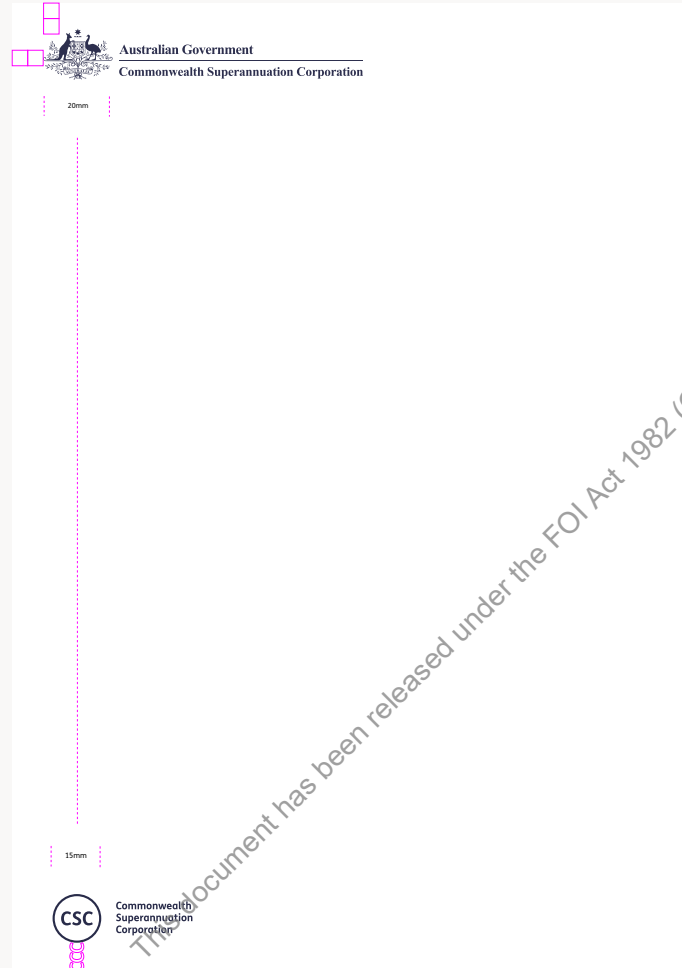 Australian Government
Commonwealth Superannuation Corporation
20mm
This document has been released under the FOI Act 1982 (
15mm
CSC
Commonwealth
Superannuation
Corporation